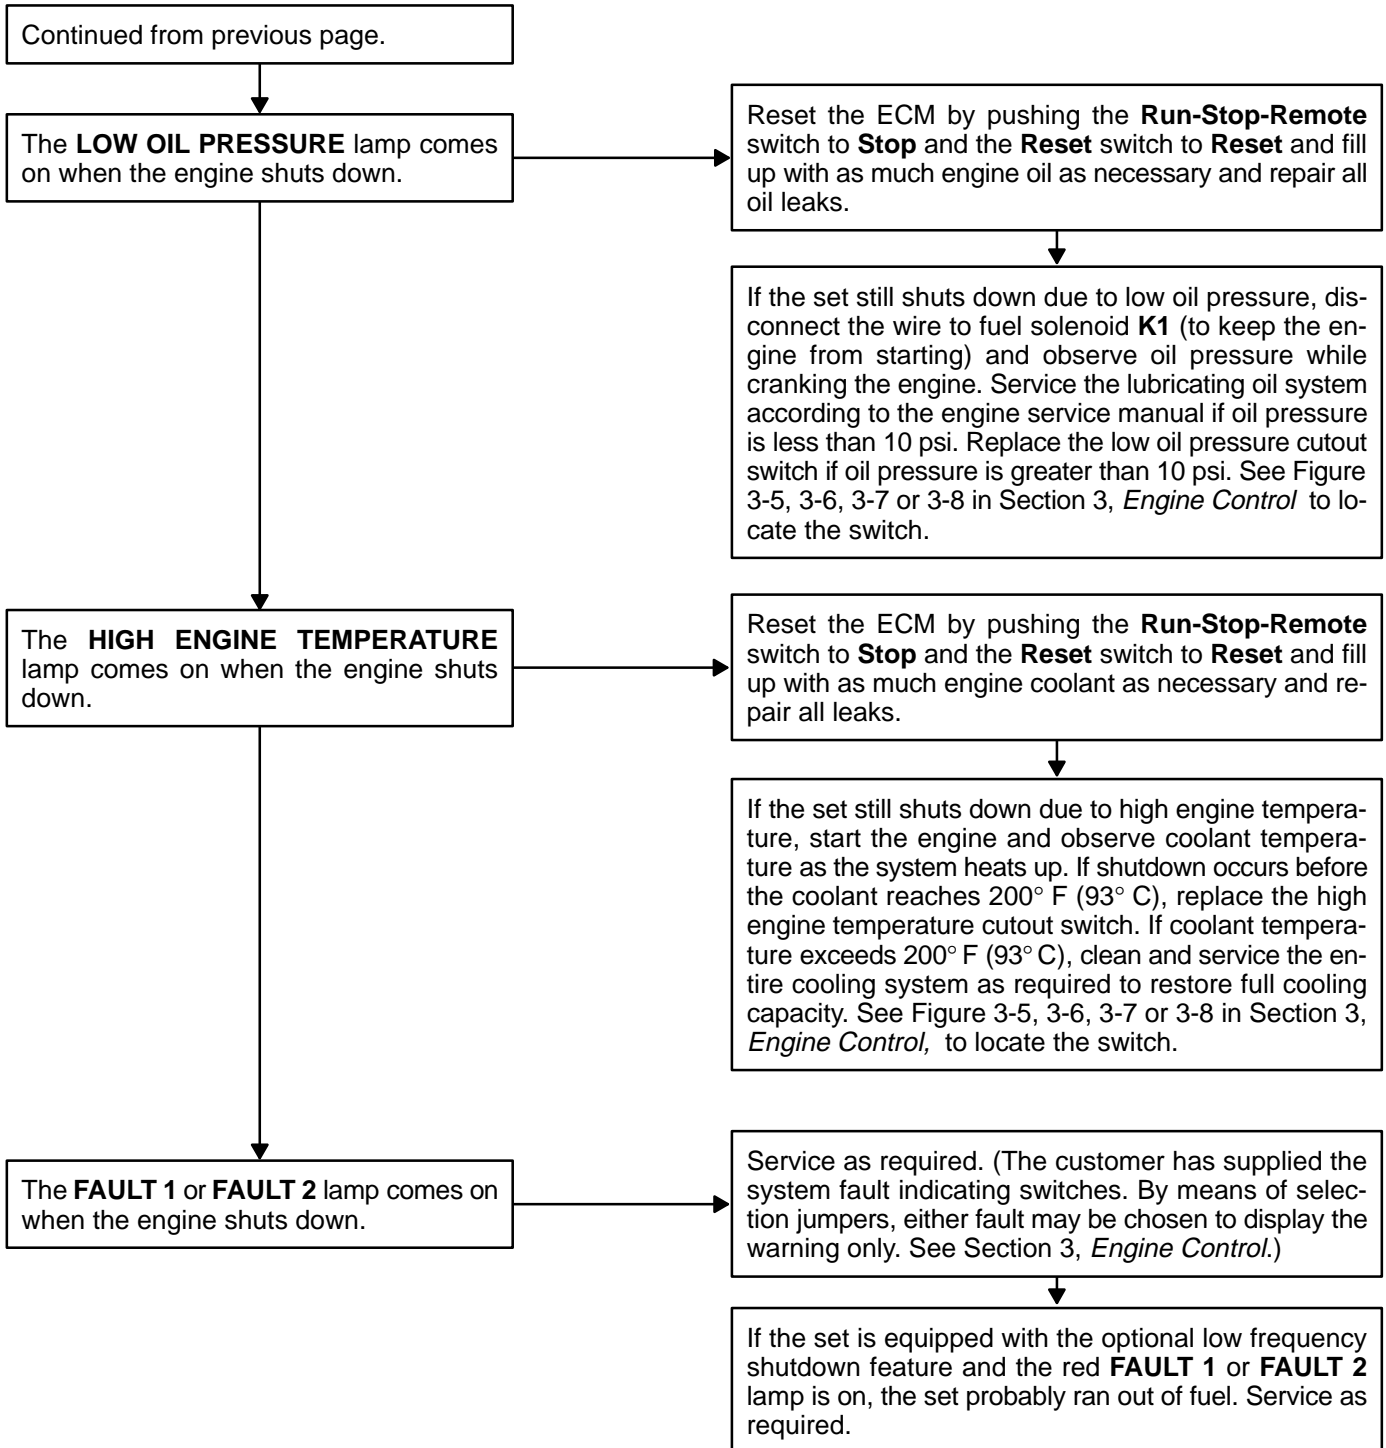 Continued from previous page.
The LOW OIL PRESSURE lamp comes
on when the engine shuts down.
Reset the ECM by pushing the Run-Stop-Remote
switch to Stop and the Reset switch to Reset and fill
up with as much engine oil as necessary and repair all
oil leaks.
If the set still shuts down due to low oil pressure, dis-
connect the wire to fuel solenoid K1 (to keep the en-
gine from starting) and observe oil pressure while
cranking the engine. Service the lubricating oil system
according to the engine service manual if oil pressure
is less than 10 psi. Replace the low oil pressure cutout
switch if oil pressure is greater than 10 psi. See Figure
3-5, 3-6, 3-7 or 3-8 in Section 3, Engine Control to lo-
cate the switch.
The HIGH ENGINE TEMPERATURE
lamp comes on when the engine shuts
down.
Reset the ECM by pushing the Run-Stop-Remote
switch to Stop and the Reset switch to Reset and fill
up with as much engine coolant as necessary and re-
pair all leaks.
If the set still shuts down due to high engine tempera-
ture, start the engine and observe coolant tempera-
ture as the system heats up. If shutdown occurs before
the coolant reaches 200° F (93° C), replace the high
engine temperature cutout switch. If coolant tempera-
ture exceeds 200° F (93° C), clean and service the en-
tire cooling system as required to restore full cooling
capacity. See Figure 3-5, 3-6, 3-7 or 3-8 in Section 3,
Engine Control, to locate the switch.
The FAULT 1 or FAULT 2 lamp comes on
when the engine shuts down.
Service as required. (The customer has supplied the
system fault indicating switches. By means of selec-
tion jumpers, either fault may be chosen to display the
warning only. See Section 3, Engine Control.)
If the set is equipped with the optional low frequency
shutdown feature and the red FAULT 1 or FAULT 2
lamp is on, the set probably ran out of fuel. Service as
required.